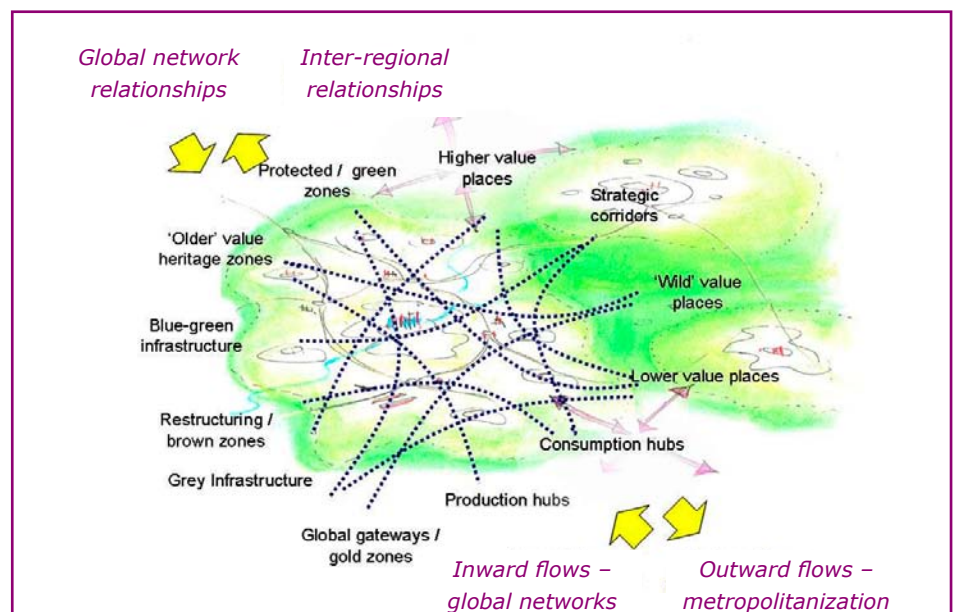 Global network
relationships
Inter-regional
relationships
Protected / green
zones
Higher value
places
Strategic
corridors
'Older' value
heritage zones
'Wild' value
places
Blue-green
infrastructure
Lower value places
Restructuring /
brown zones
Consumption hubs
Grey Infrastructure
Production hubs
Global gateways /
gold zones
Inward flows –
global networks
Outward flows –
metropolitanization